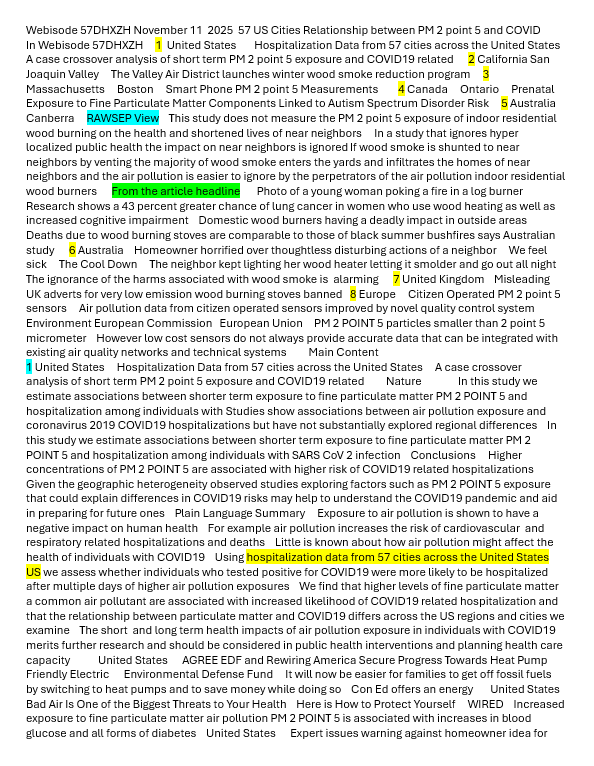 Webisode 57DHXZH November 11  2025  57 US Cities Relationship between PM 2 point 5 and COVID
In Webisode 57DHXZH    1  United States      Hospitalization Data from 57 cities across the United States
A case crossover analysis of short term PM 2 point 5 exposure and COVID19 related     2 California San
Joaquin Valley    The Valley Air District launches winter wood smoke reduction program    3
Massachusetts    Boston    Smart Phone PM 2 point 5 Measurements      4 Canada    Ontario    Prenatal
Exposure to Fine Particulate Matter Components Linked to Autism Spectrum Disorder Risk    5 Australia
Canberra    RAWSEP View   This study does not measure the PM 2 point 5 exposure of indoor residential
wood burning on the health and shortened lives of near neighbors    In a study that ignores hyper
localized public health the impact on near neighbors is ignored If wood smoke is shunted to near
neighbors by venting the majority of wood smoke enters the yards and infiltrates the homes of near
neighbors and the air pollution is easier to ignore by the perpetrators of the air pollution indoor residential
wood burners     From the article headline     Photo of a young woman poking a fire in a log burner
Research shows a 43 percent greater chance of lung cancer in women who use wood heating as well as
increased cognitive impairment   Domestic wood burners having a deadly impact in outside areas
Deaths due to wood burning stoves are comparable to those of black summer bushfires says Australian
study     6 Australia   Homeowner horrified over thoughtless disturbing actions of a neighbor    We feel
sick    The Cool Down    The neighbor kept lighting her wood heater letting it smolder and go out all night
The ignorance of the harms associated with wood smoke is  alarming     7 United Kingdom   Misleading
UK adverts for very low emission wood burning stoves banned   8 Europe    Citizen Operated PM 2 point 5
sensors    Air pollution data from citizen operated sensors improved by novel quality control system
Environment European Commission   European Union    PM 2 POINT 5 particles smaller than 2 point 5
micrometer    However low cost sensors do not always provide accurate data that can be integrated with
existing air quality networks and technical systems        Main Content
1 United States    Hospitalization Data from 57 cities across the United States    A case crossover
analysis of short term PM 2 point 5 exposure and COVID19 related        Nature             In this study we
estimate associations between shorter term exposure to fine particulate matter PM 2 POINT 5 and
hospitalization among individuals with Studies show associations between air pollution exposure and
coronavirus 2019 COVID19 hospitalizations but have not substantially explored regional differences    In
this study we estimate associations between shorter term exposure to fine particulate matter PM 2
POINT 5 and hospitalization among individuals with SARS CoV 2 infection    Conclusions    Higher
concentrations of PM 2 POINT 5 are associated with higher risk of COVID19 related hospitalizations
Given the geographic heterogeneity observed studies exploring factors such as PM 2 POINT 5 exposure
that could explain differences in COVID19 risks may help to understand the COVID19 pandemic and aid
in preparing for future ones    Plain Language Summary    Exposure to air pollution is shown to have a
negative impact on human health    For example air pollution increases the risk of cardiovascular  and
respiratory related hospitalizations and deaths    Little is known about how air pollution might affect the
health of individuals with COVID19    Using hospitalization data from 57 cities across the United States
US we assess whether individuals who tested positive for COVID19 were more likely to be hospitalized
after multiple days of higher air pollution exposures    We find that higher levels of fine particulate matter
a common air pollutant are associated with increased likelihood of COVID19 related hospitalization and
that the relationship between particulate matter and COVID19 differs across the US regions and cities we
examine    The short  and long term health impacts of air pollution exposure in individuals with COVID19
merits further research and should be considered in public health interventions and planning health care
capacity         United States     AGREE EDF and Rewiring America Secure Progress Towards Heat Pump
Friendly Electric     Environmental Defense Fund    It will now be easier for families to get off fossil fuels
by switching to heat pumps and to save money while doing so    Con Ed offers an energy      United States
Bad Air Is One of the Biggest Threats to Your Health   Here is How to Protect Yourself    WIRED   Increased
exposure to fine particulate matter air pollution PM 2 POINT 5 is associated with increases in blood
glucose and all forms of diabetes    United States     Expert issues warning against homeowner idea for